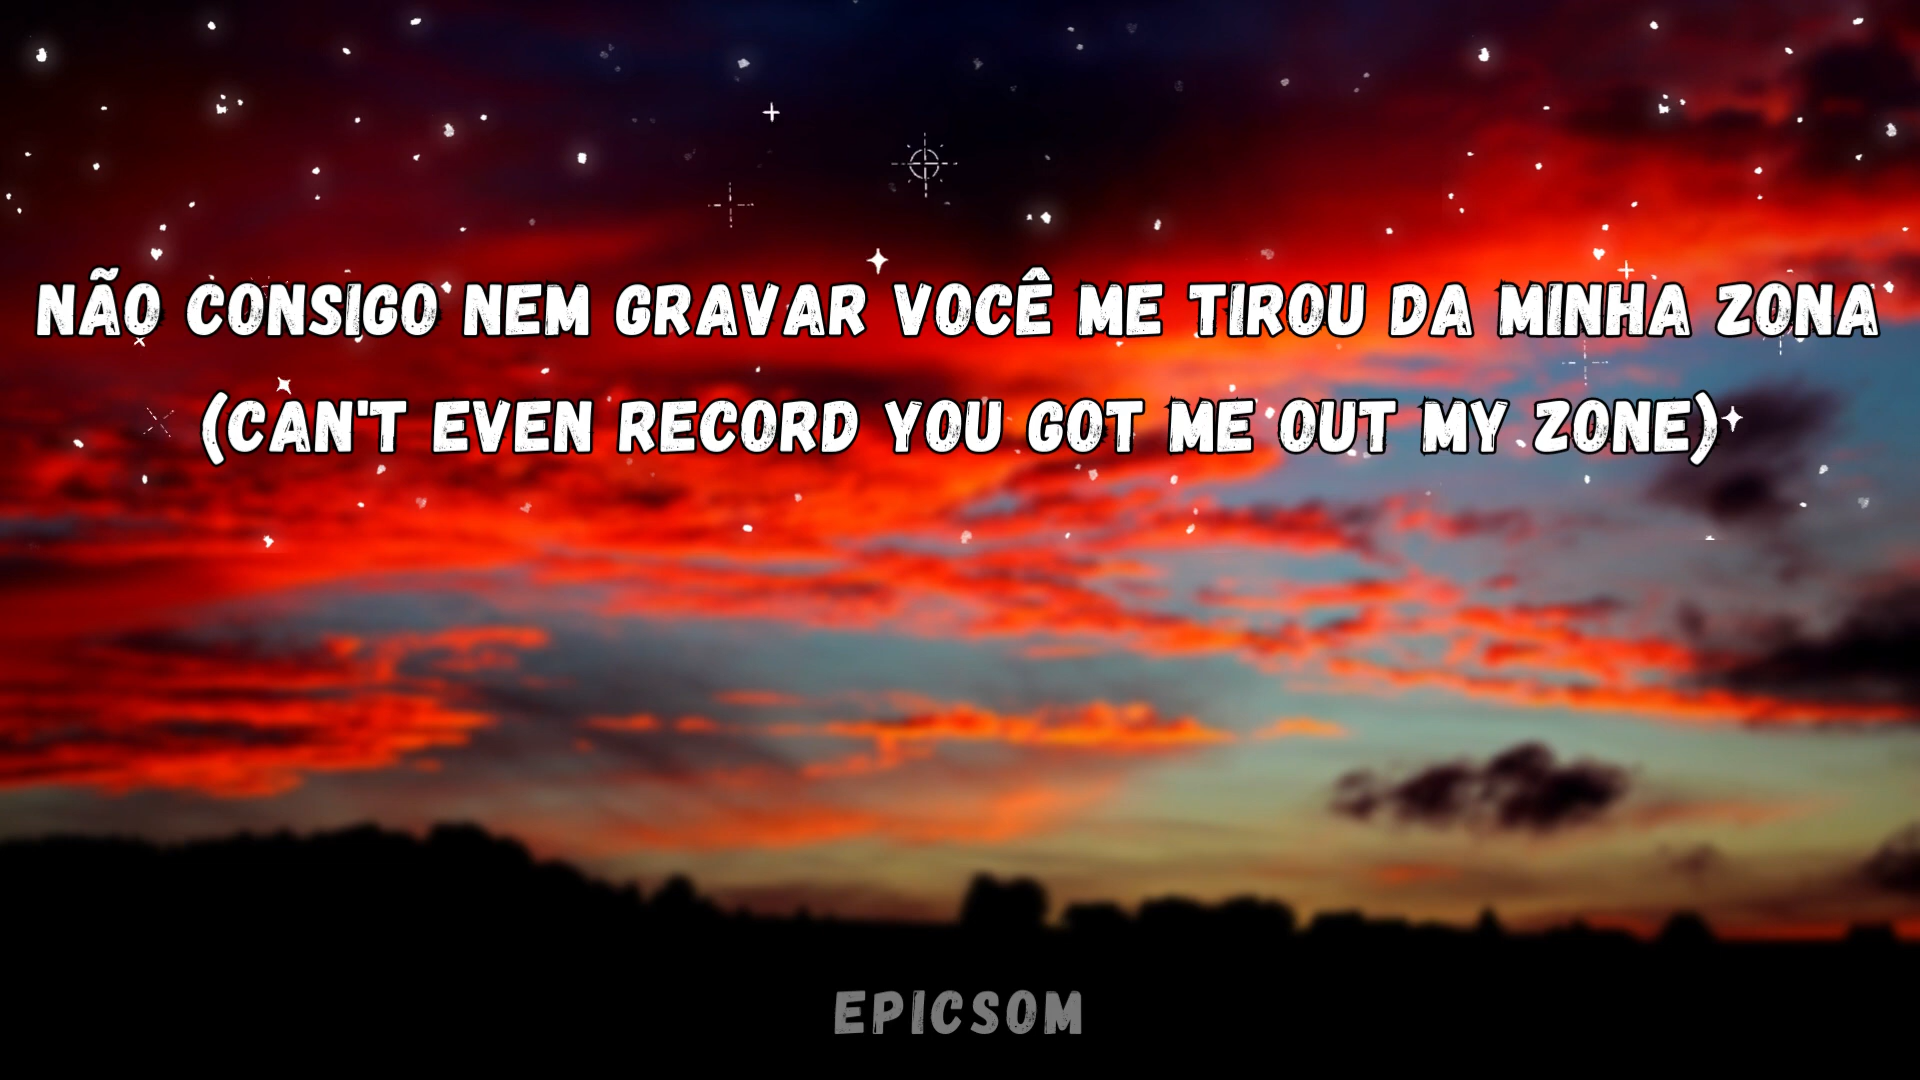 NÃO CONSIGO NEM GRAVAR VOCÊ ME TIROU DA MINHA ZONA
(CAN'T EVEN RECORD YOU GOT ME OUT MY ZONE)
EPICSOM